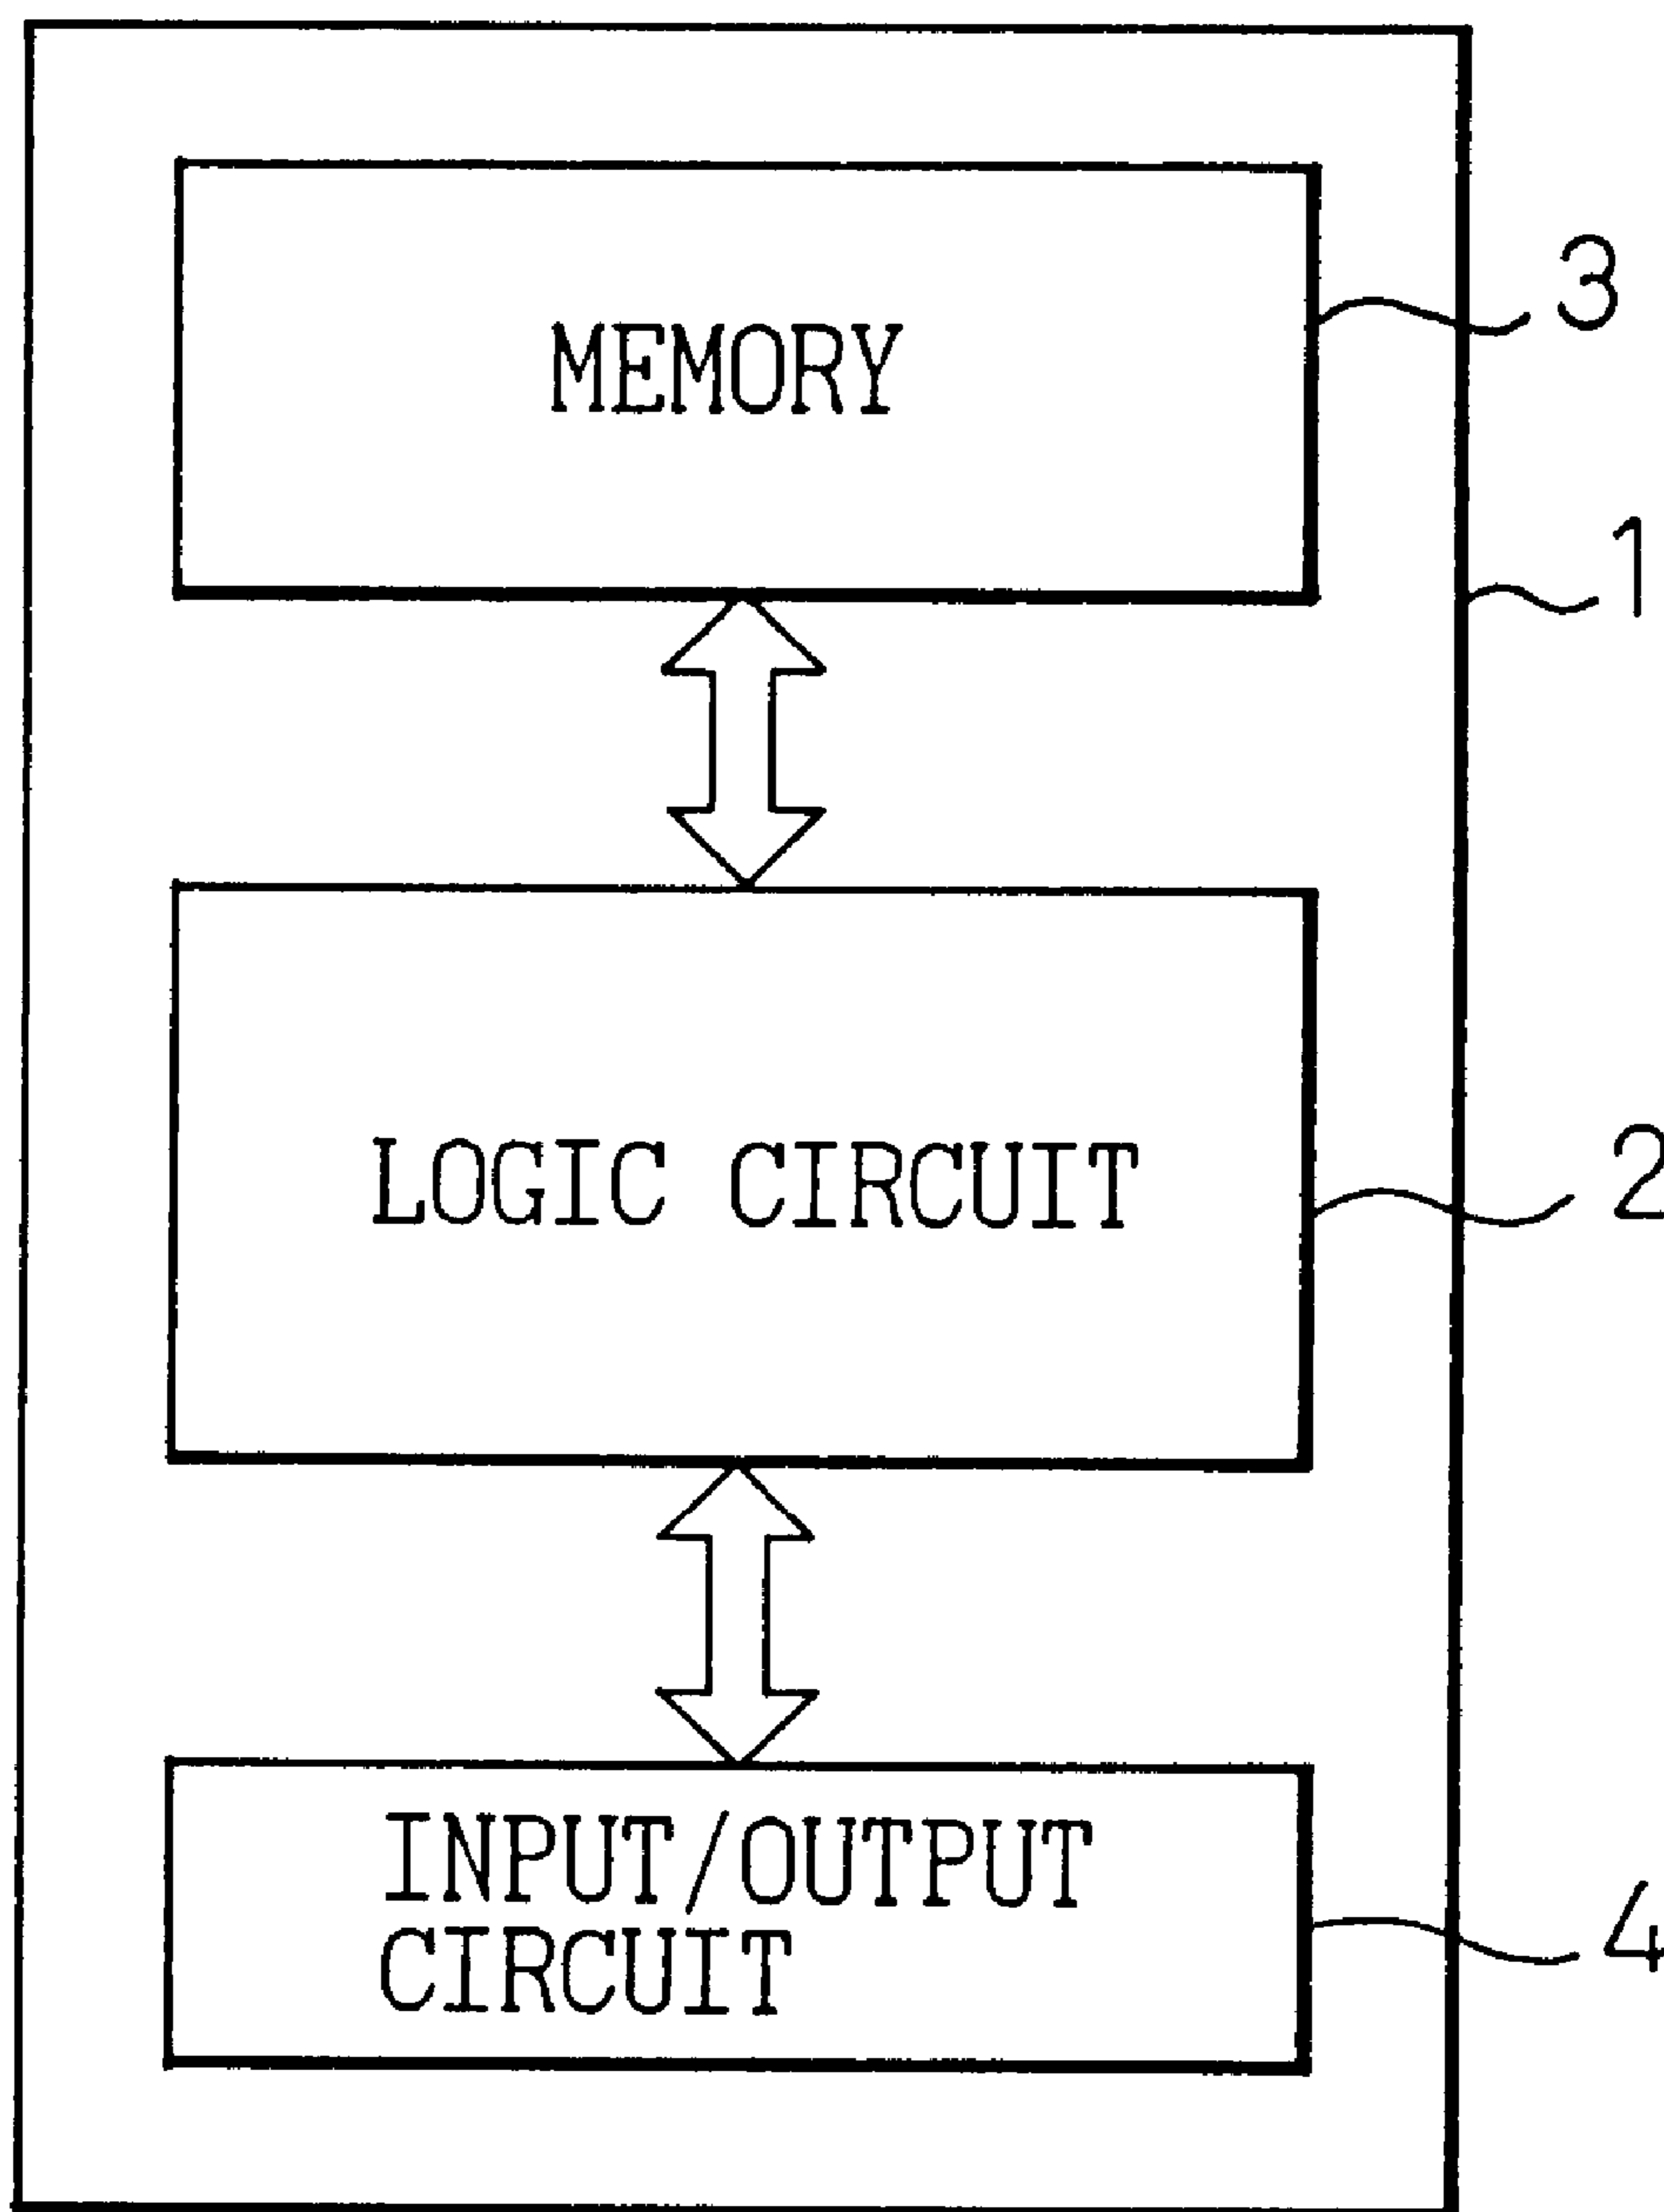 MEMORY
3
1
LOGIC CIRCUIT
2
INPUT/OUTPUT
CIRCUIT
4